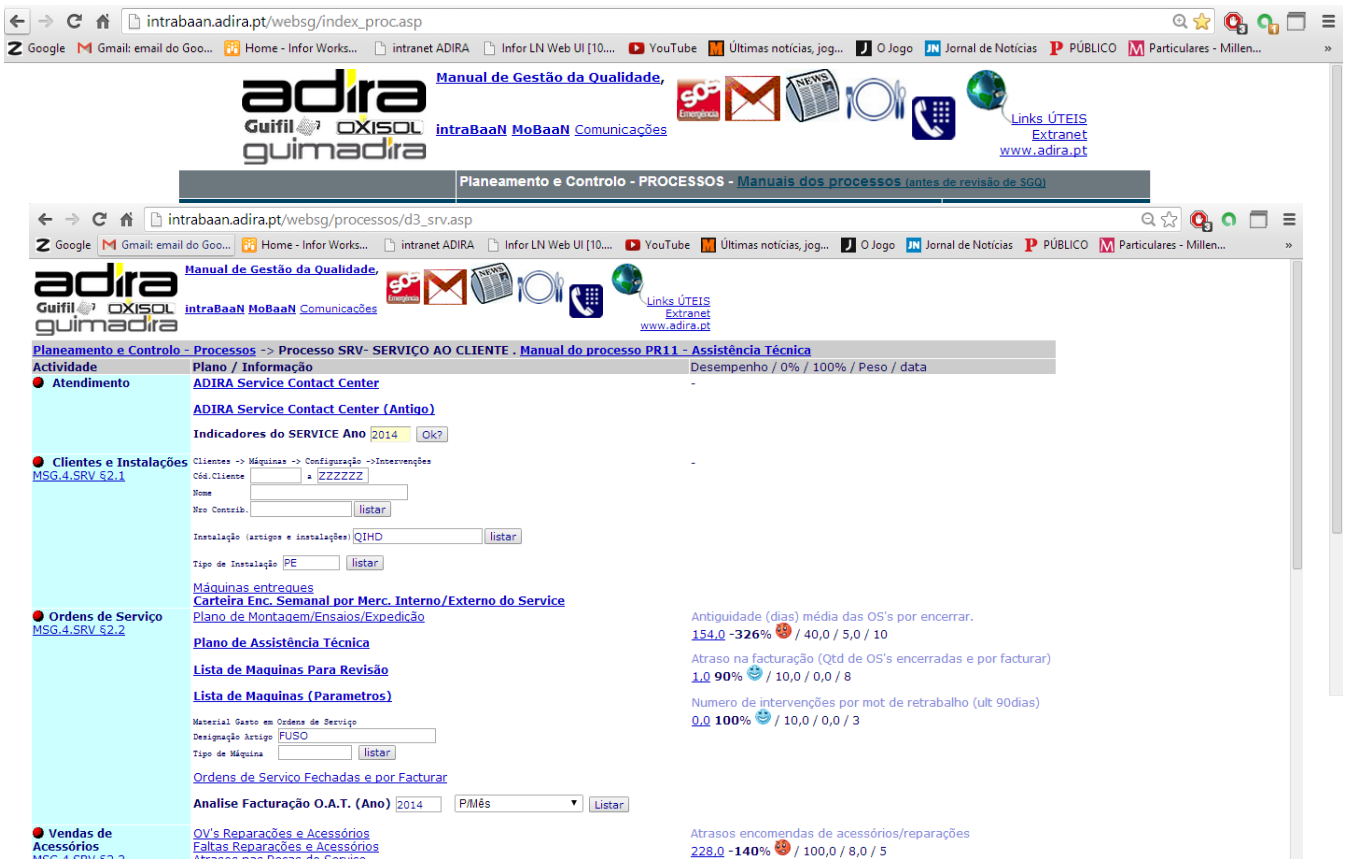 intrabaan.adira.pt/websg/index_proc.asp
Google Gmail: email do Goo... Home - Infor Works... intranet ADIRA Infor LN Web UI [10.... YouTube Últimas notícias, jog... O Jogo Jornal de Notícias PÚBLICO Particulares - Millen... »
adira
Guifil OXISOL
guimadira
Manual de Gestão da Qualidade,
intraBaaN MoBaaN Comunicações
SOS
Emergência
NEWS
Links ÚTEIS
Extranet
www.adira.pt
Planeamento e Controlo - PROCESSOS - Manuais dos processos (antes de revisão de SGQ)
intrabaan.adira.pt/websg/processos/d3_srv.asp
Google Gmail: email do Goo... Home - Infor Works... intranet ADIRA Infor LN Web UI [10.... YouTube Últimas notícias, jog... O Jogo Jornal de Notícias PÚBLICO Particulares - Millen... »
adira
Guifil OXISOL
guimadira
Manual de Gestão da Qualidade,
intraBaaN MoBaaN Comunicações
SOS
Emergência
NEWS
Links ÚTEIS
Extranet
www.adira.pt
Planeamento e Controlo - Processos -> Processo SRV- SERVIÇO AO CLIENTE . Manual do processo PR11 - Assistência Técnica
Actividade Plano / Informação Desempenho / 0% / 100% / Peso / data
Atendimento ADIRA Service Contact Center -
ADIRA Service Contact Center (Antigo)
Indicadores do SERVICE Ano 2014 Ok?
Clientes e Instalações Clientes -> Máquinas -> Configuração ->Intervenções -
MSG.4.SRV §2.1 Cód.Cliente a ZZZZZZ
Nome
Nro Contrib. listar
Instalação (artigos e instalações) QIHD listar
Tipo de Instalação PE listar
Máquinas entregues
Carteira Enc. Semanal por Merc. Interno/Externo do Service
Ordens de Serviço Plano de Montagem/Ensaios/Expedição Antiguidade (dias) média das OS's por encerrar.
MSG.4.SRV §2.2 154,0 -326% / 40,0 / 5,0 / 10
Plano de Assistência Técnica
Atraso na facturação (Qtd de OS's encerradas e por facturar)
Lista de Maquinas Para Revisão 1,0 90% / 10,0 / 0,0 / 8
Lista de Maquinas (Parametros) Numero de intervenções por mot de retrabalho (ult 90dias)
Material Gasto em Ordens de Serviço 0,0 100% / 10,0 / 0,0 / 3
Designação Artigo FUSO
Tipo de Máquina listar
Ordens de Servico Fechadas e por Facturar
Analise Facturação O.A.T. (Ano) 2014 P/Mês Listar
Vendas de OV's Reparações e Acessórios Atrasos encomendas de acessórios/reparações
Acessórios Faltas Reparações e Acessórios
MSG.4.SRV §2.2 Atrasos nas Peças do Serviço 228,0 -140% / 100,0 / 8,0 / 5